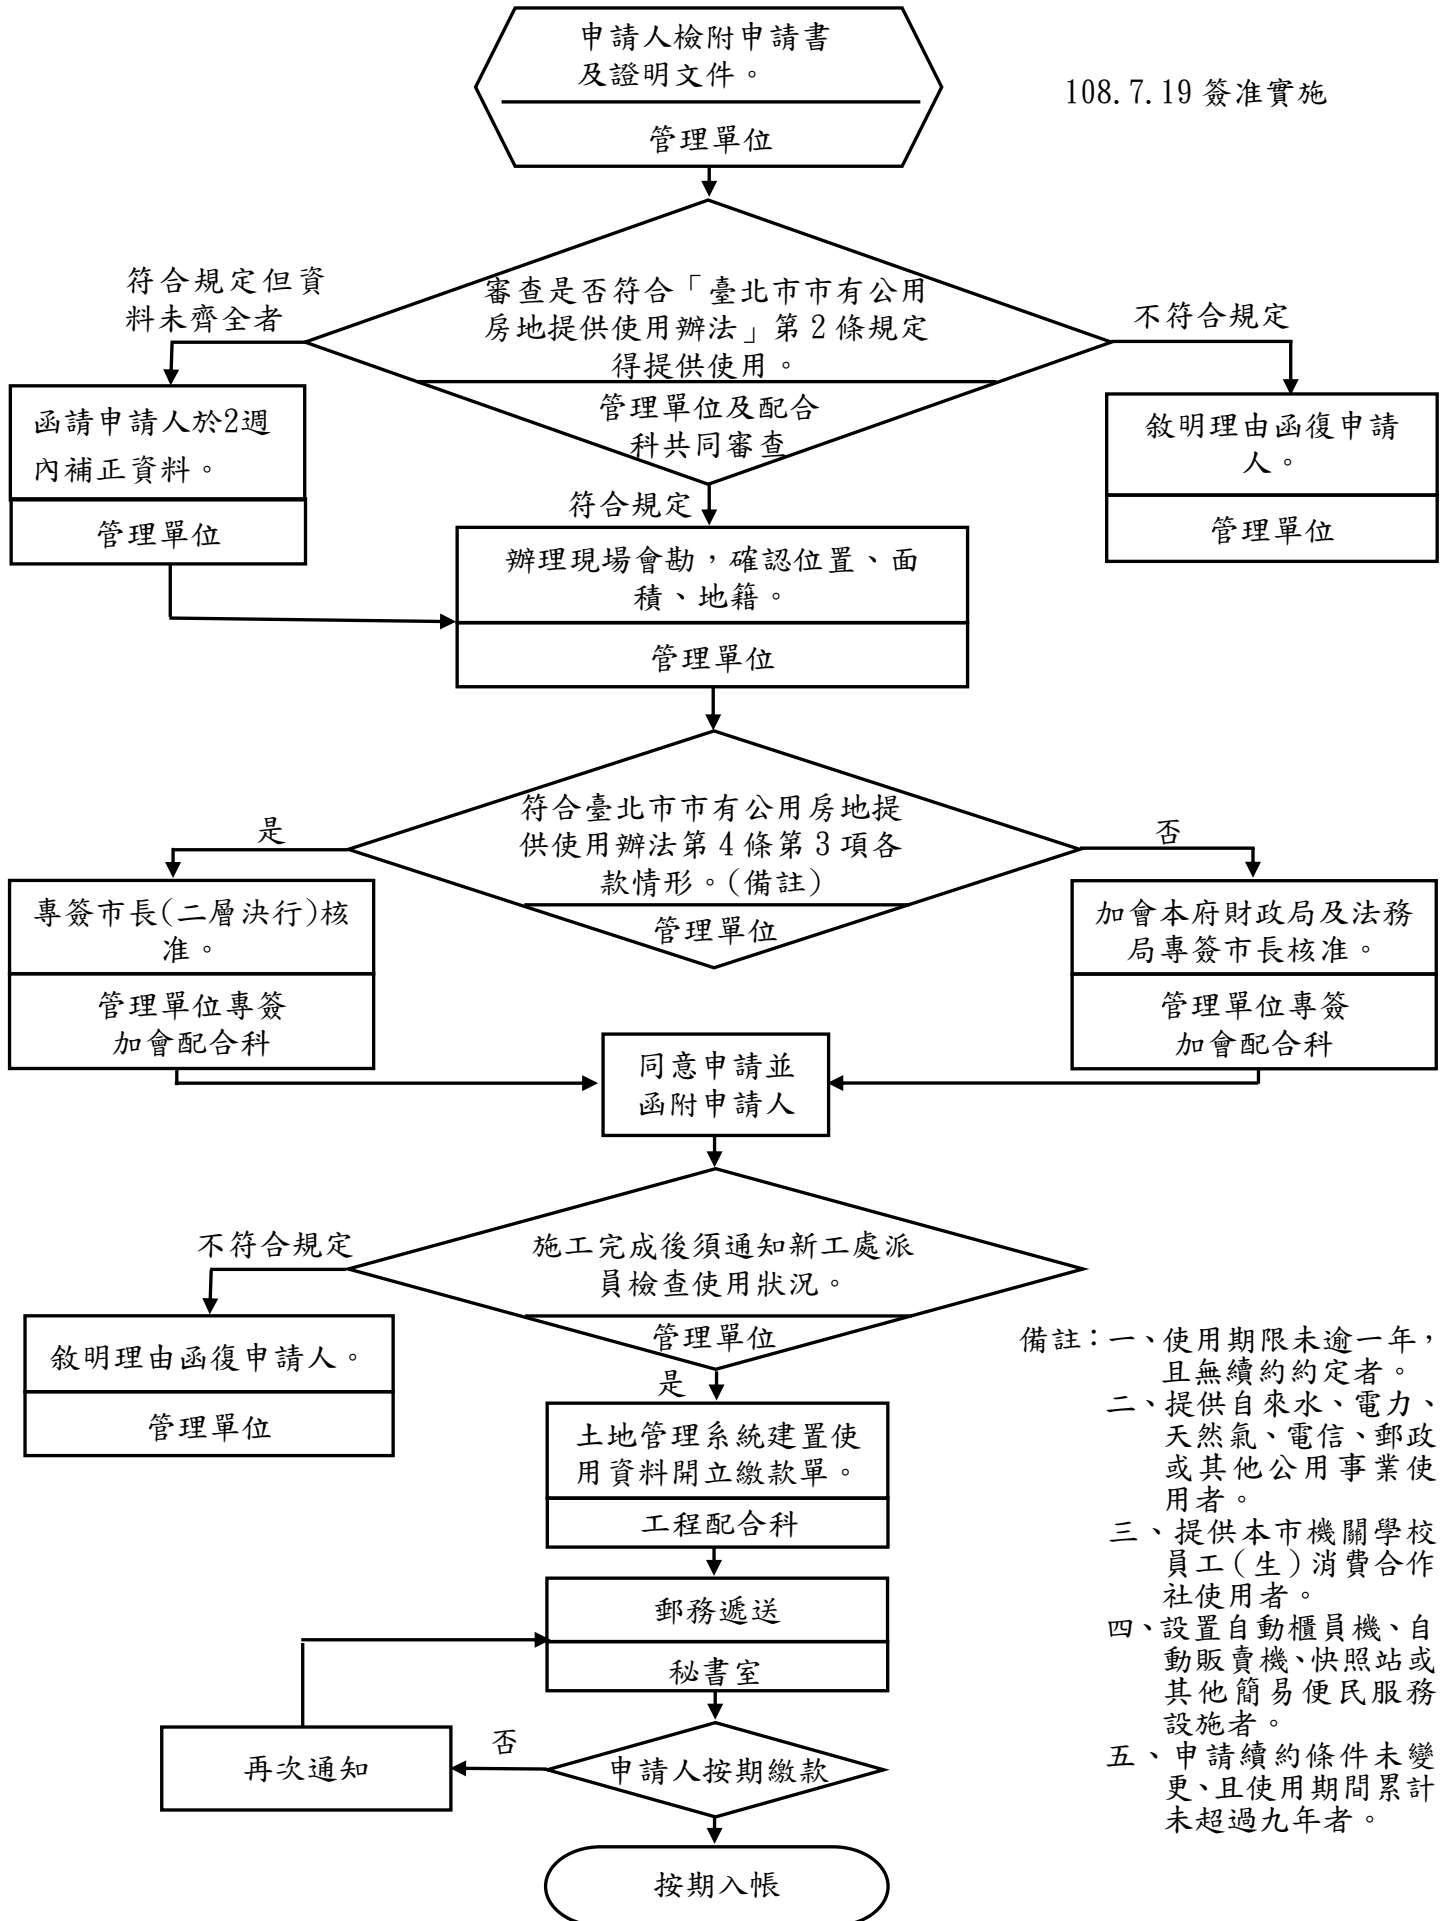 申請人檢附申請書
及證明文件。
管理單位
108.7.19 簽准實施
審查是否符合「臺北市市有公用
房地提供使用辦法」第 2 條規定
得提供使用。
管理單位及配合
科共同審查
符合規定但資
料未齊全者
不符合規定
函請申請人於2週
內補正資料。
管理單位
敘明理由函復申請
人。
管理單位
符合規定
辦理現場會勘，確認位置、面
積、地籍。
管理單位
符合臺北市市有公用房地提
供使用辦法第 4 條第 3 項各
款情形。(備註)
管理單位
是
否
專簽市長(二層決行)核
准。
管理單位專簽
加會配合科
加會本府財政局及法務
局專簽市長核准。
管理單位專簽
加會配合科
同意申請並
函附申請人
施工完成後須通知新工處派
員檢查使用狀況。
管理單位
不符合規定
敘明理由函復申請人。
管理單位
是
土地管理系統建置使
用資料開立繳款單。
工程配合科
郵務遞送
秘書室
申請人按期繳款
否
再次通知
按期入帳
備註：一、使用期限未逾一年，
且無續約約定者。
二、提供自來水、電力、
天然氣、電信、郵政
或其他公用事業使
用者。
三、提供本市機關學校
員工(生)消費合作
社使用者。
四、設置自動櫃員機、自
動販賣機、快照站或
其他簡易便民服務
設施者。
五、申請續約條件未變
更、且使用期間累計
未超過九年者。